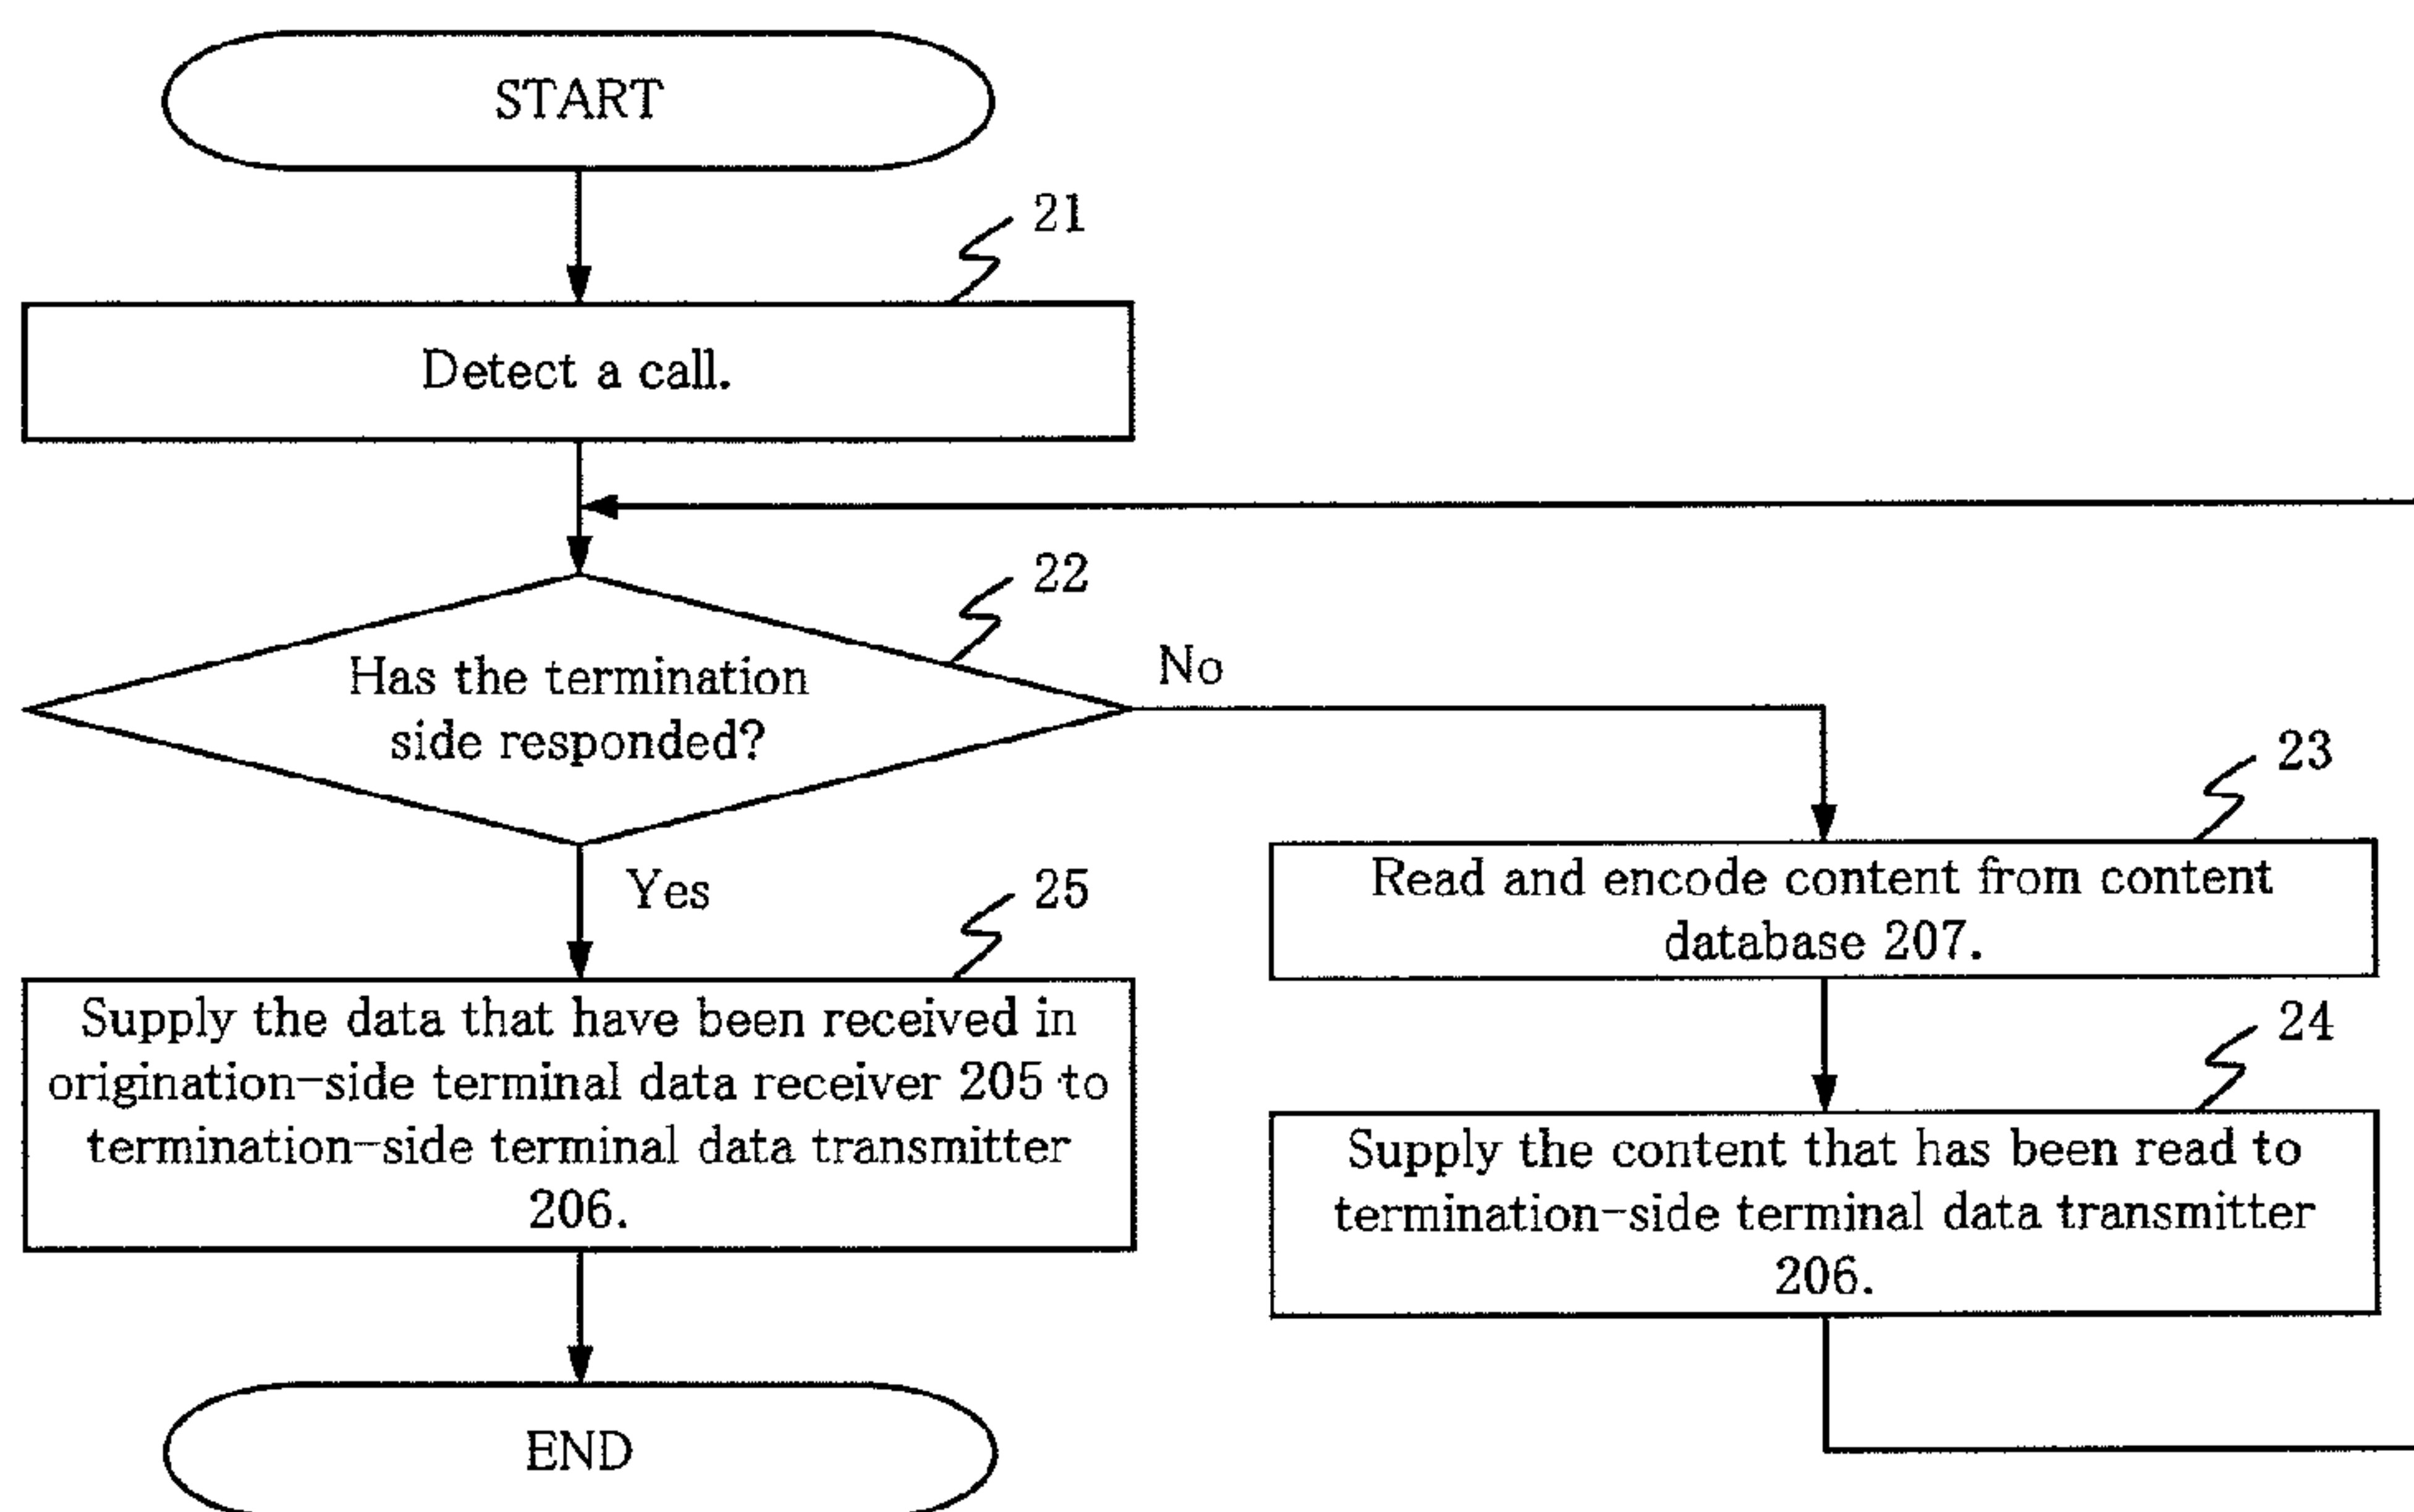 START
21
Detect a call.
22
Has the termination
side responded?
No
Yes
23
Read and encode content from content
database 207.
24
Supply the content that has been read to
termination-side terminal data transmitter
206.
25
Supply the data that have been received in
origination-side terminal data receiver 205 to
termination-side terminal data transmitter
206.
END